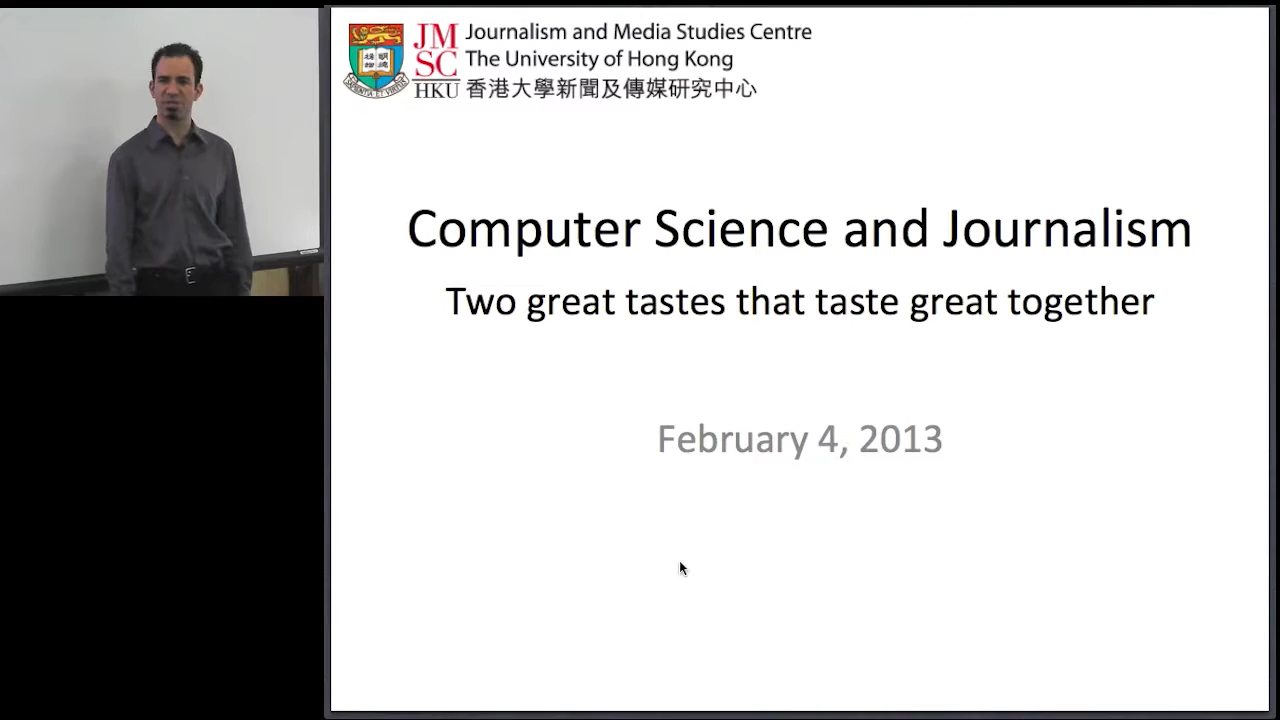 JM
SC
HKU
Journalism and Media Studies Centre
The University of Hong Kong
香港大學新聞及傳媒研究中心
Computer Science and Journalism
Two great tastes that taste great together
February 4, 2013